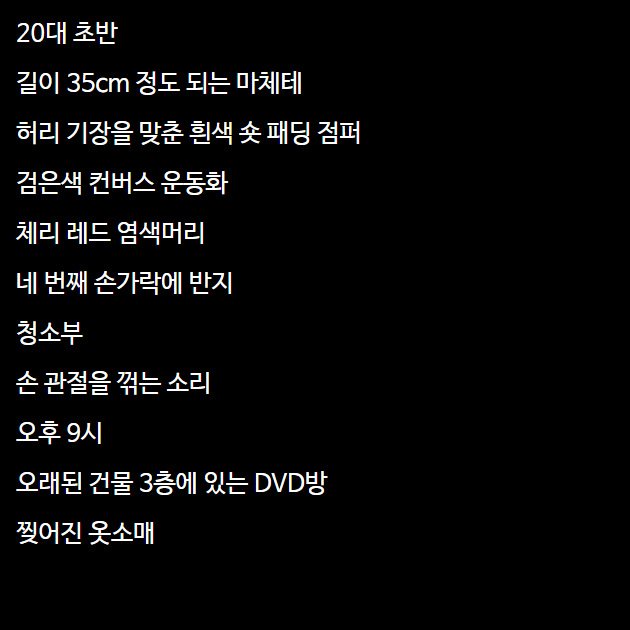 20대 초반
길이 35cm 정도 되는 마체테
허리 기장을 맞춘 흰색 숏 패딩 점퍼
검은색 컨버스 운동화
체리 레드 염색머리
네 번째 손가락에 반지
청소부
손 관절을 꺾는 소리
오후 9시
오래된 건물 3층에 있는 DVD방
찢어진 옷소매